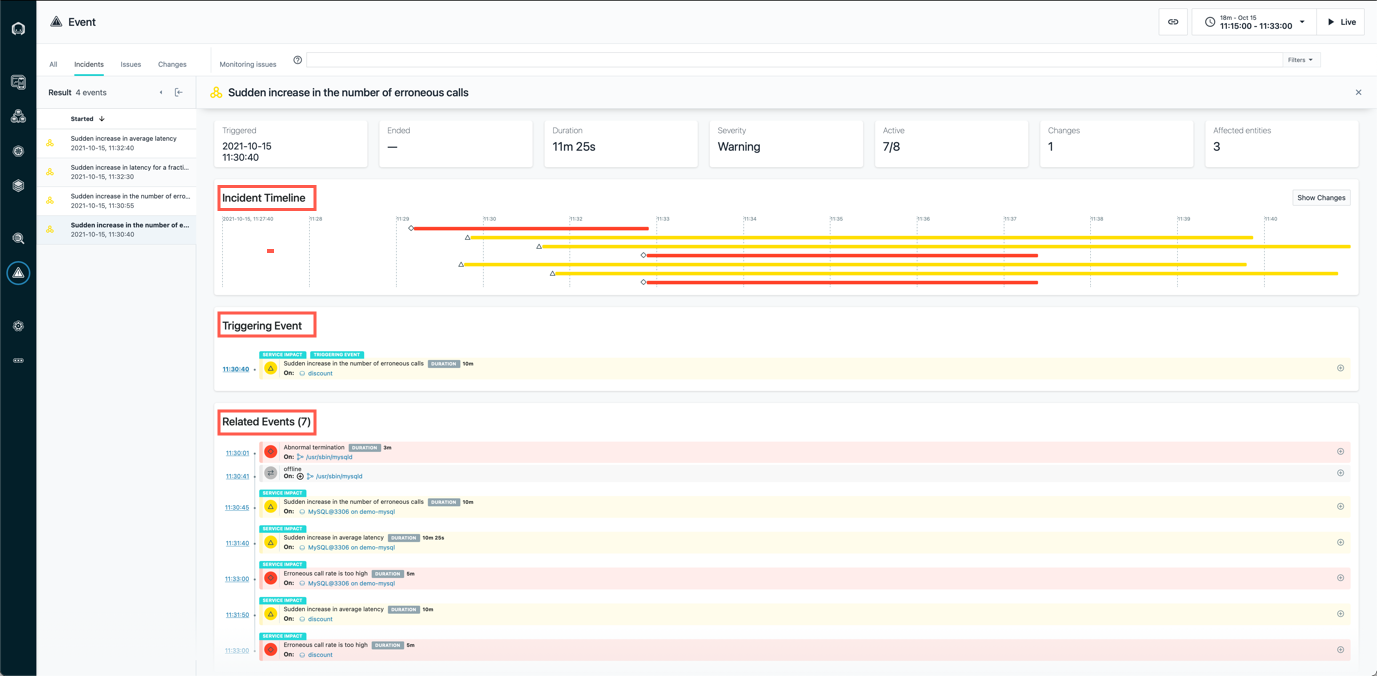 Event
18m - Oct 15
11:15:00 - 11:33:00
Live
All
Incidents
Issues
Changes
Monitoring issues
Filters
Result 4 events
Started
Sudden increase in average latency
2021-10-15, 11:32:40
Sudden increase in latency for a fracti...
2021-10-15, 11:32:30
Sudden increase in the number of erro...
2021-10-15, 11:30:55
Sudden increase in the number of e...
2021-10-15, 11:30:40
Sudden increase in the number of erroneous calls
Triggered
2021-10-15
11:30:40
Ended
—
Duration
11m 25s
Severity
Warning
Active
7/8
Changes
1
Affected entities
3
Incident Timeline
Show Changes
2021-10-15, 11:27:40
11:28
11:29
11:30
11:32
11:33
11:34
11:35
11:36
11:37
11:38
11:39
11:40
Triggering Event
SERVICE IMPACT TRIGGERING EVENT
Sudden increase in the number of erroneous calls DURATION 10m
11:30:40
On: discount
Related Events (7)
Abnormal termination DURATION 3m
11:30:01
On: /usr/sbin/mysqld
offline
11:30:41
On: /usr/sbin/mysqld
SERVICE IMPACT
Sudden increase in the number of erroneous calls DURATION 10m
11:30:45
On: MySQL@3306 on demo-mysql
SERVICE IMPACT
Sudden increase in average latency DURATION 10m 25s
11:31:40
On: MySQL@3306 on demo-mysql
SERVICE IMPACT
Erroneous call rate is too high DURATION 5m
11:33:00
On: MySQL@3306 on demo-mysql
SERVICE IMPACT
Sudden increase in average latency DURATION 10m
11:31:50
On: discount
SERVICE IMPACT
Erroneous call rate is too high DURATION 5m
11:33:00
On: discount